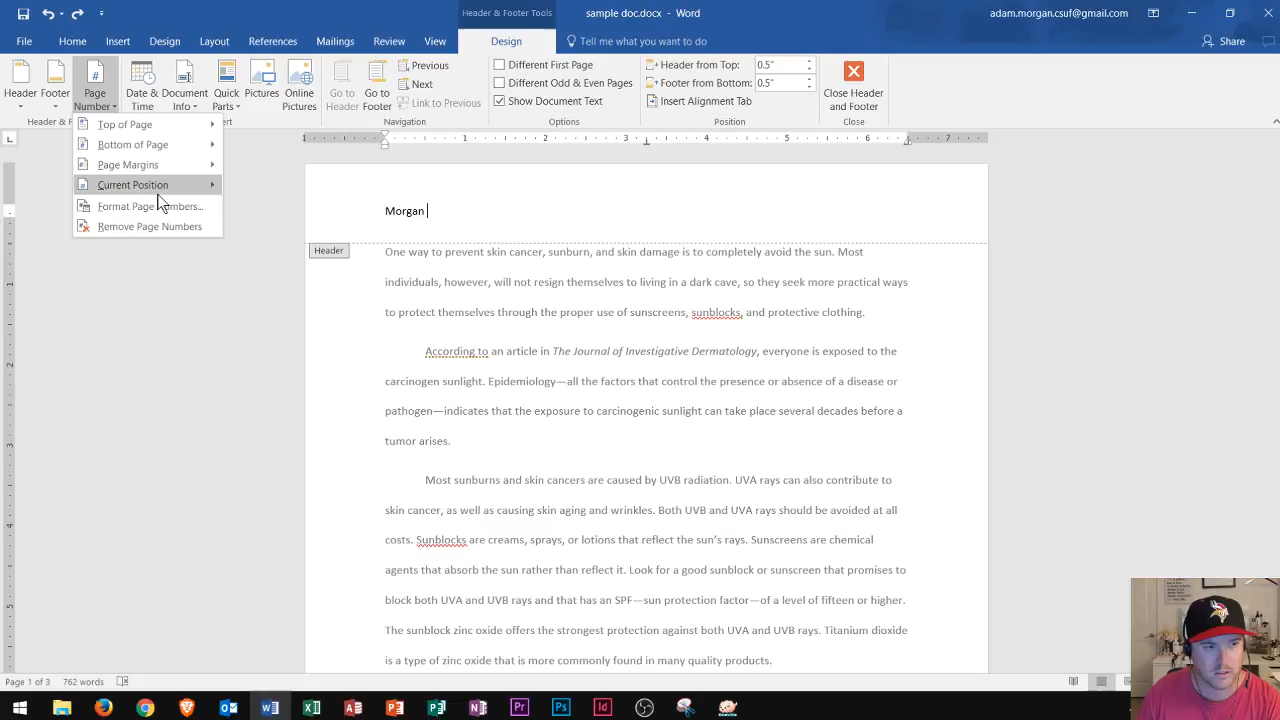 Header & Footer Tools
sample doc.docx - Word
adam.morgan.csuf@gmail.com
File Home Insert Design Layout References Mailings Review View Design Tell me what you want to do Share
Header
Footer
Page Number
Date & Time
Document Info
Quick Parts
Pictures
Online Pictures
Go to Header
Go to Footer
Previous
Next
Link to Previous
Different First Page
Different Odd & Even Pages
Show Document Text
Header from Top: 0.5"
Footer from Bottom: 0.5"
Insert Alignment Tab
Close Header and Footer
Header & F
ert
Navigation
Options
Position
Close
Top of Page
Bottom of Page
Page Margins
Current Position
Format Page Numbers...
Remove Page Numbers
1 1 2 3 4 5 6 7
Morgan
Header
One way to prevent skin cancer, sunburn, and skin damage is to completely avoid the sun. Most
individuals, however, will not resign themselves to living in a dark cave, so they seek more practical ways
to protect themselves through the proper use of sunscreens, sunblocks, and protective clothing.
According to an article in The Journal of Investigative Dermatology, everyone is exposed to the
carcinogen sunlight. Epidemiology—all the factors that control the presence or absence of a disease or
pathogen—indicates that the exposure to carcinogenic sunlight can take place several decades before a
tumor arises.
Most sunburns and skin cancers are caused by UVB radiation. UVA rays can also contribute to
skin cancer, as well as causing skin aging and wrinkles. Both UVB and UVA rays should be avoided at all
costs. Sunblocks are creams, sprays, or lotions that reflect the sun's rays. Sunscreens are chemical
agents that absorb the sun rather than reflect it. Look for a good sunblock or sunscreen that promises to
block both UVA and UVB rays and that has an SPF—sun protection factor—of a level of fifteen or higher.
The sunblock zinc oxide offers the strongest protection against both UVA and UVB rays. Titanium dioxide
is a type of zinc oxide that is more commonly found in many quality products.
1
2
3
4
5
Page 1 of 3 762 words